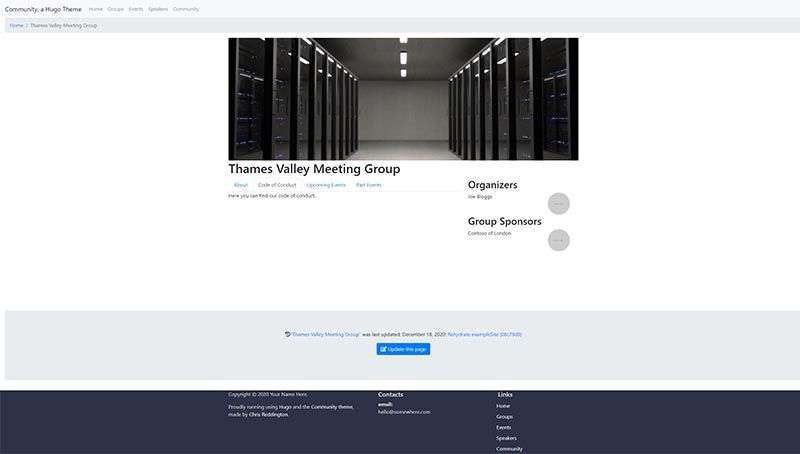 Community, a Hugo Theme Home Groups Events Speakers Community
Home / Thames Valley Meeting Group
Thames Valley Meeting Group
About Code of Conduct Upcoming Events Past Events
Here you can find our code of conduct.
Organizers
Joe Bloggs
Group Sponsors
Contoso of London
"Thames Valley Meeting Group" was last updated: December 18, 2020: Rehydrate exampleSite
Update this page
Copyright © 2020 Your Name Here.
Proudly running using Hugo and the Community theme,
made by Chris Reddington.
Contacts
email:
hello@somewhere.com
Links
Home
Groups
Events
Speakers
Community